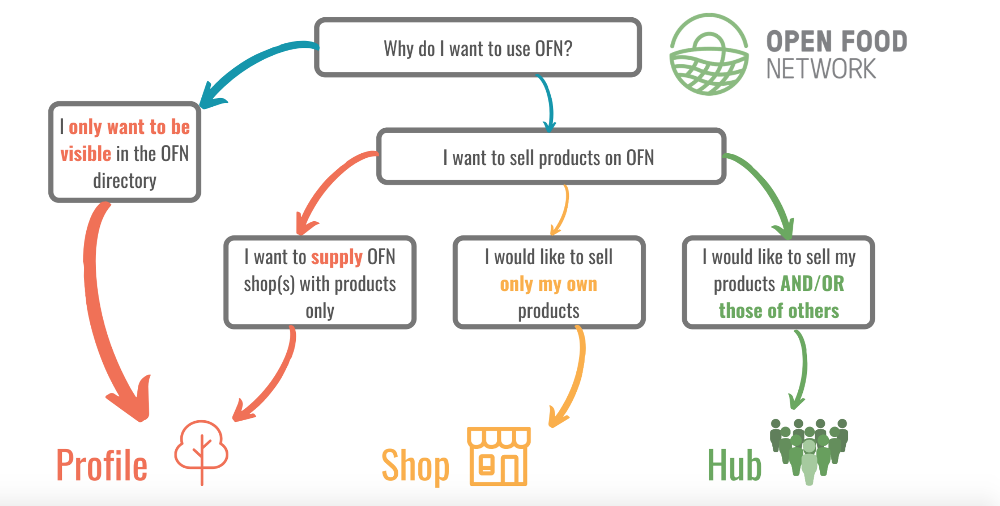 Why do I want to use OFN?
OPEN FOOD
NETWORK
I only want to be
visible in the OFN
directory
I want to sell products on OFN
I want to supply OFN
shop(s) with products
only
I would like to sell
only my own
products
I would like to sell my
products AND/OR
those of others
Profile
Shop
Hub